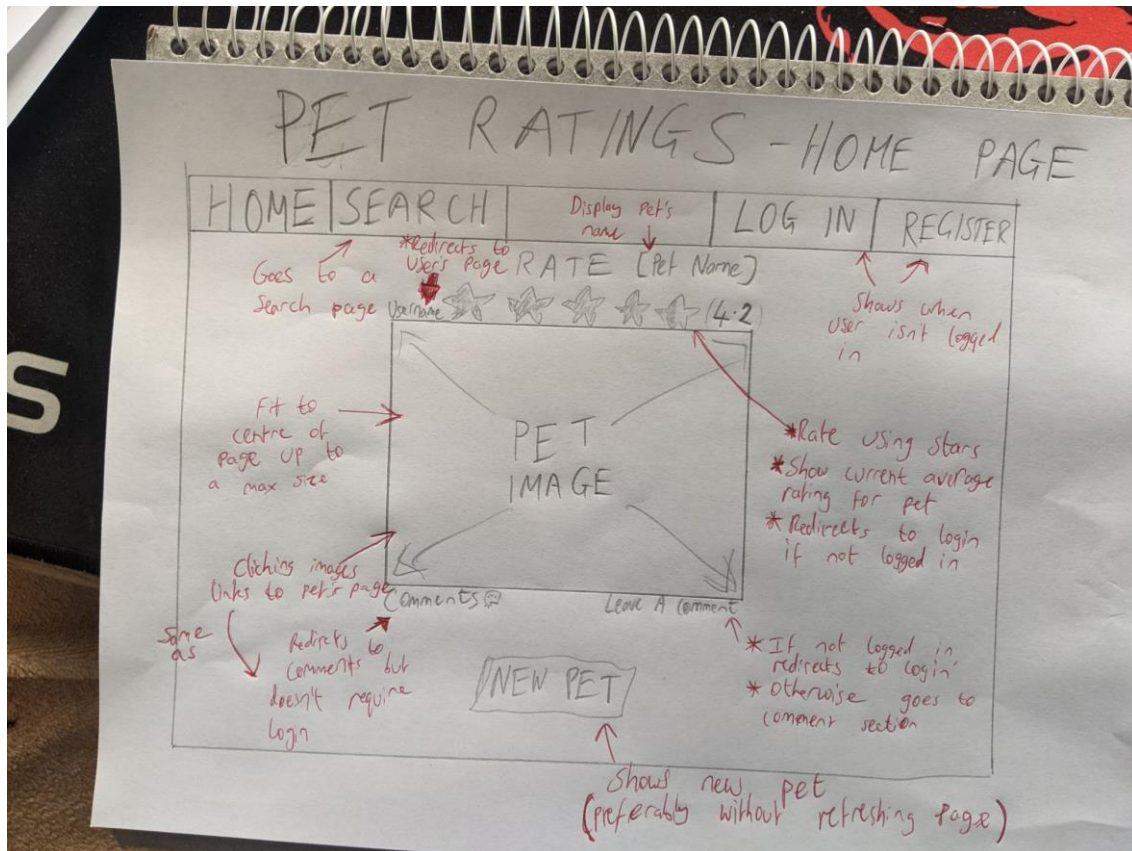 PET RATINGS - HOME PAGE
HOME
SEARCH
LOG IN
REGISTER
Display Pet's
name
Goes to a
Search page
*Redirects to
User's page
RATE [Pet Name]
Username
(4.2)
Shows when
user isn't logged
in
S
Fit to
centre of
page up to
a max size
PET
IMAGE
*Rate using stars
*Show current average
rating for pet
*Redirects to login
if not logged in
Clicking images
links to pet's page
Same
as
Comments
Leave A comment
Redirects to
comments but
doesn't require
login
*If not logged in
redirects to login
*Otherwise goes to
comment section
NEW PET
Shows new pet
(preferably without refreshing page)